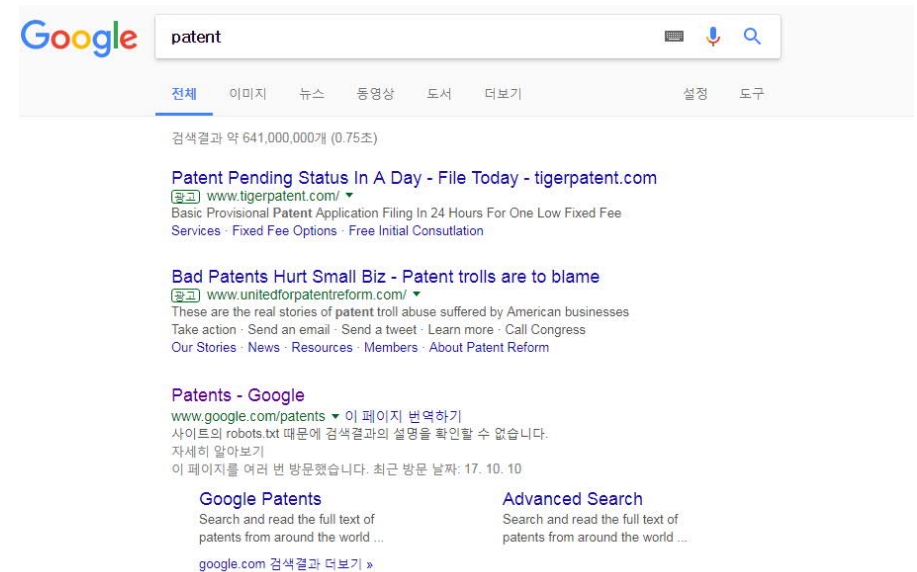 Google patent
전체 이미지 뉴스 동영상 도서 더보기 설정 도구
검색결과 약 641,000,000개 (0.75초)
Patent Pending Status In A Day - File Today - tigerpatent.com
광고 www.tigerpatent.com/
Basic Provisional Patent Application Filing In 24 Hours For One Low Fixed Fee
Services · Fixed Fee Options · Free Initial Consutlation
Bad Patents Hurt Small Biz - Patent trolls are to blame
광고 www.unitedforpatentreform.com/
These are the real stories of patent troll abuse suffered by American businesses
Take action · Send an email · Send a tweet · Learn more · Call Congress
Our Stories · News · Resources · Members · About Patent Reform
Patents - Google
www.google.com/patents 이 페이지 번역하기
사이트의 robots.txt 때문에 검색결과의 설명을 확인할 수 없습니다.
자세히 알아보기
이 페이지를 여러 번 방문했습니다. 최근 방문 날짜: 17. 10. 10
Google Patents
Search and read the full text of
patents from around the world ...
Advanced Search
Search and read the full text of
patents from around the world ...
google.com 검색결과 더보기 »